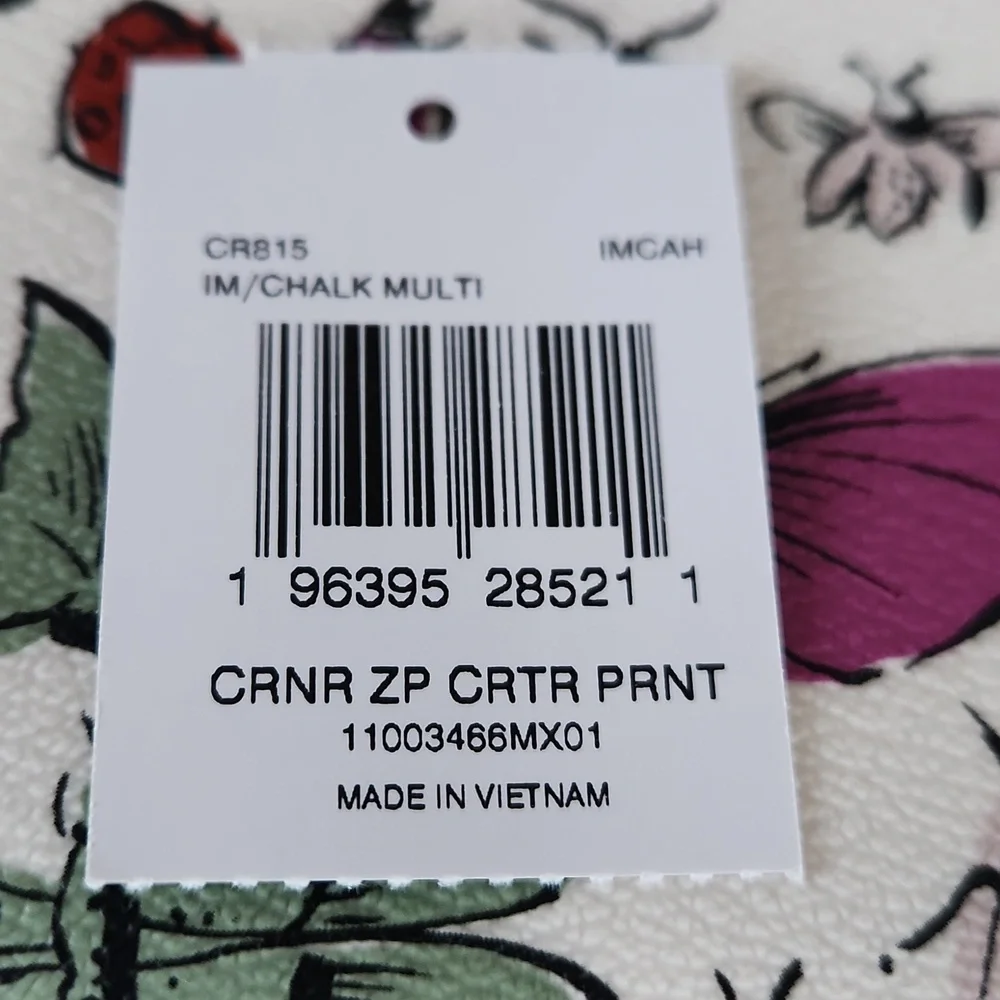 CR815 IMCAH
IM/CHALK MULTI
1 96395 28521 1
CRNR ZP CRTR PRNT
11003466MX01
MADE IN VIETNAM